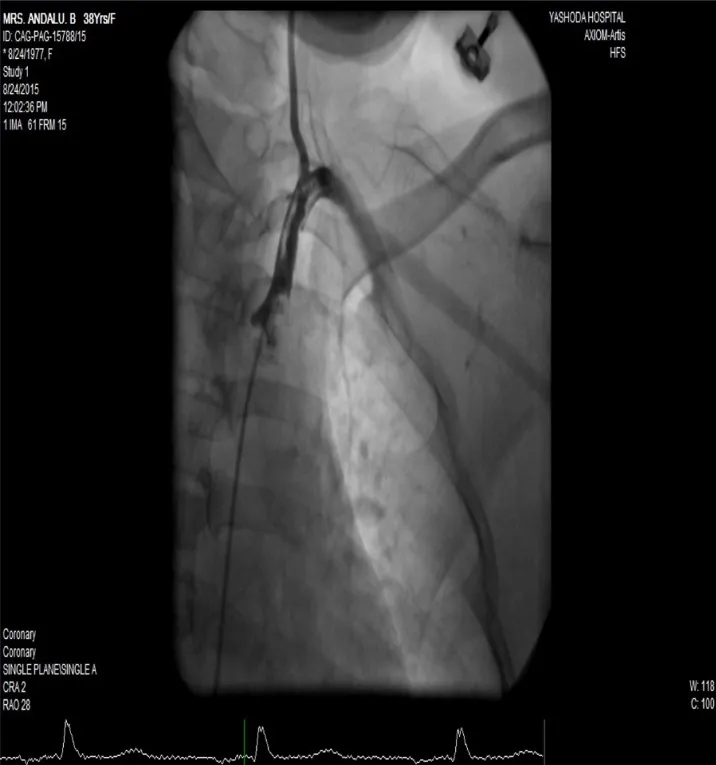 MRS. ANDALU. B 38Yrs/F
ID: CAG-PAG-15788/15
* 8/24/1977, F
Study 1
8/24/2015
12:02:36 PM
1 IMA 61 FRM 15
YASHODA HOSPITAL
AXIOM-Artis
HFS
Coronary
Coronary
SINGLE PLANE\SINGLE A
CRA 2
RAO 28
W: 118
C: 100